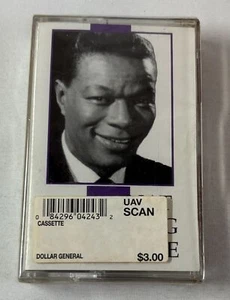 UAV
SCAN
0 84296 04243 2
CASSETTE
G
DOLLAR GENERAL
$3.00
E